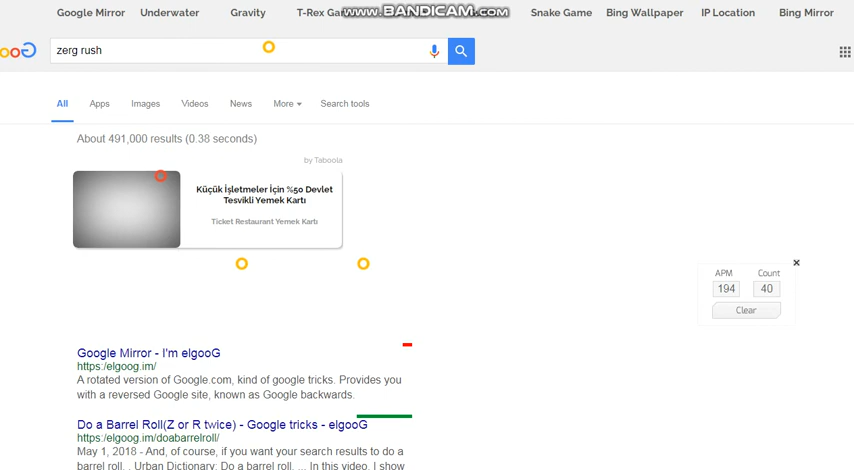 Google Mirror Underwater Gravity T-Rex Ga Snake Game Bing Wallpaper IP Location Bing Mirror
www.BANDICAM.com
zerg rush
All Apps Images Videos News More Search tools
About 491,000 results (0.38 seconds)
by Taboola
Küçük İşletmeler İçin %50 Devlet
Tesvikli Yemek Kartı
Ticket Restaurant Yemek Kartı
APM Count
194 40
Clear
Google Mirror - I'm elgooG
https:/elgoog.im/
A rotated version of Google.com, kind of google tricks. Provides you
with a reversed Google site, known as Google backwards.
Do a Barrel Roll(Z or R twice) - Google tricks - elgooG
https:/elgoog.im/doabarrelroll/
May 1, 2018 - And, of course, if you want your search results to do a
barrel roll. . Urban Dictionary: Do a barrel roll. ... In this video, I show